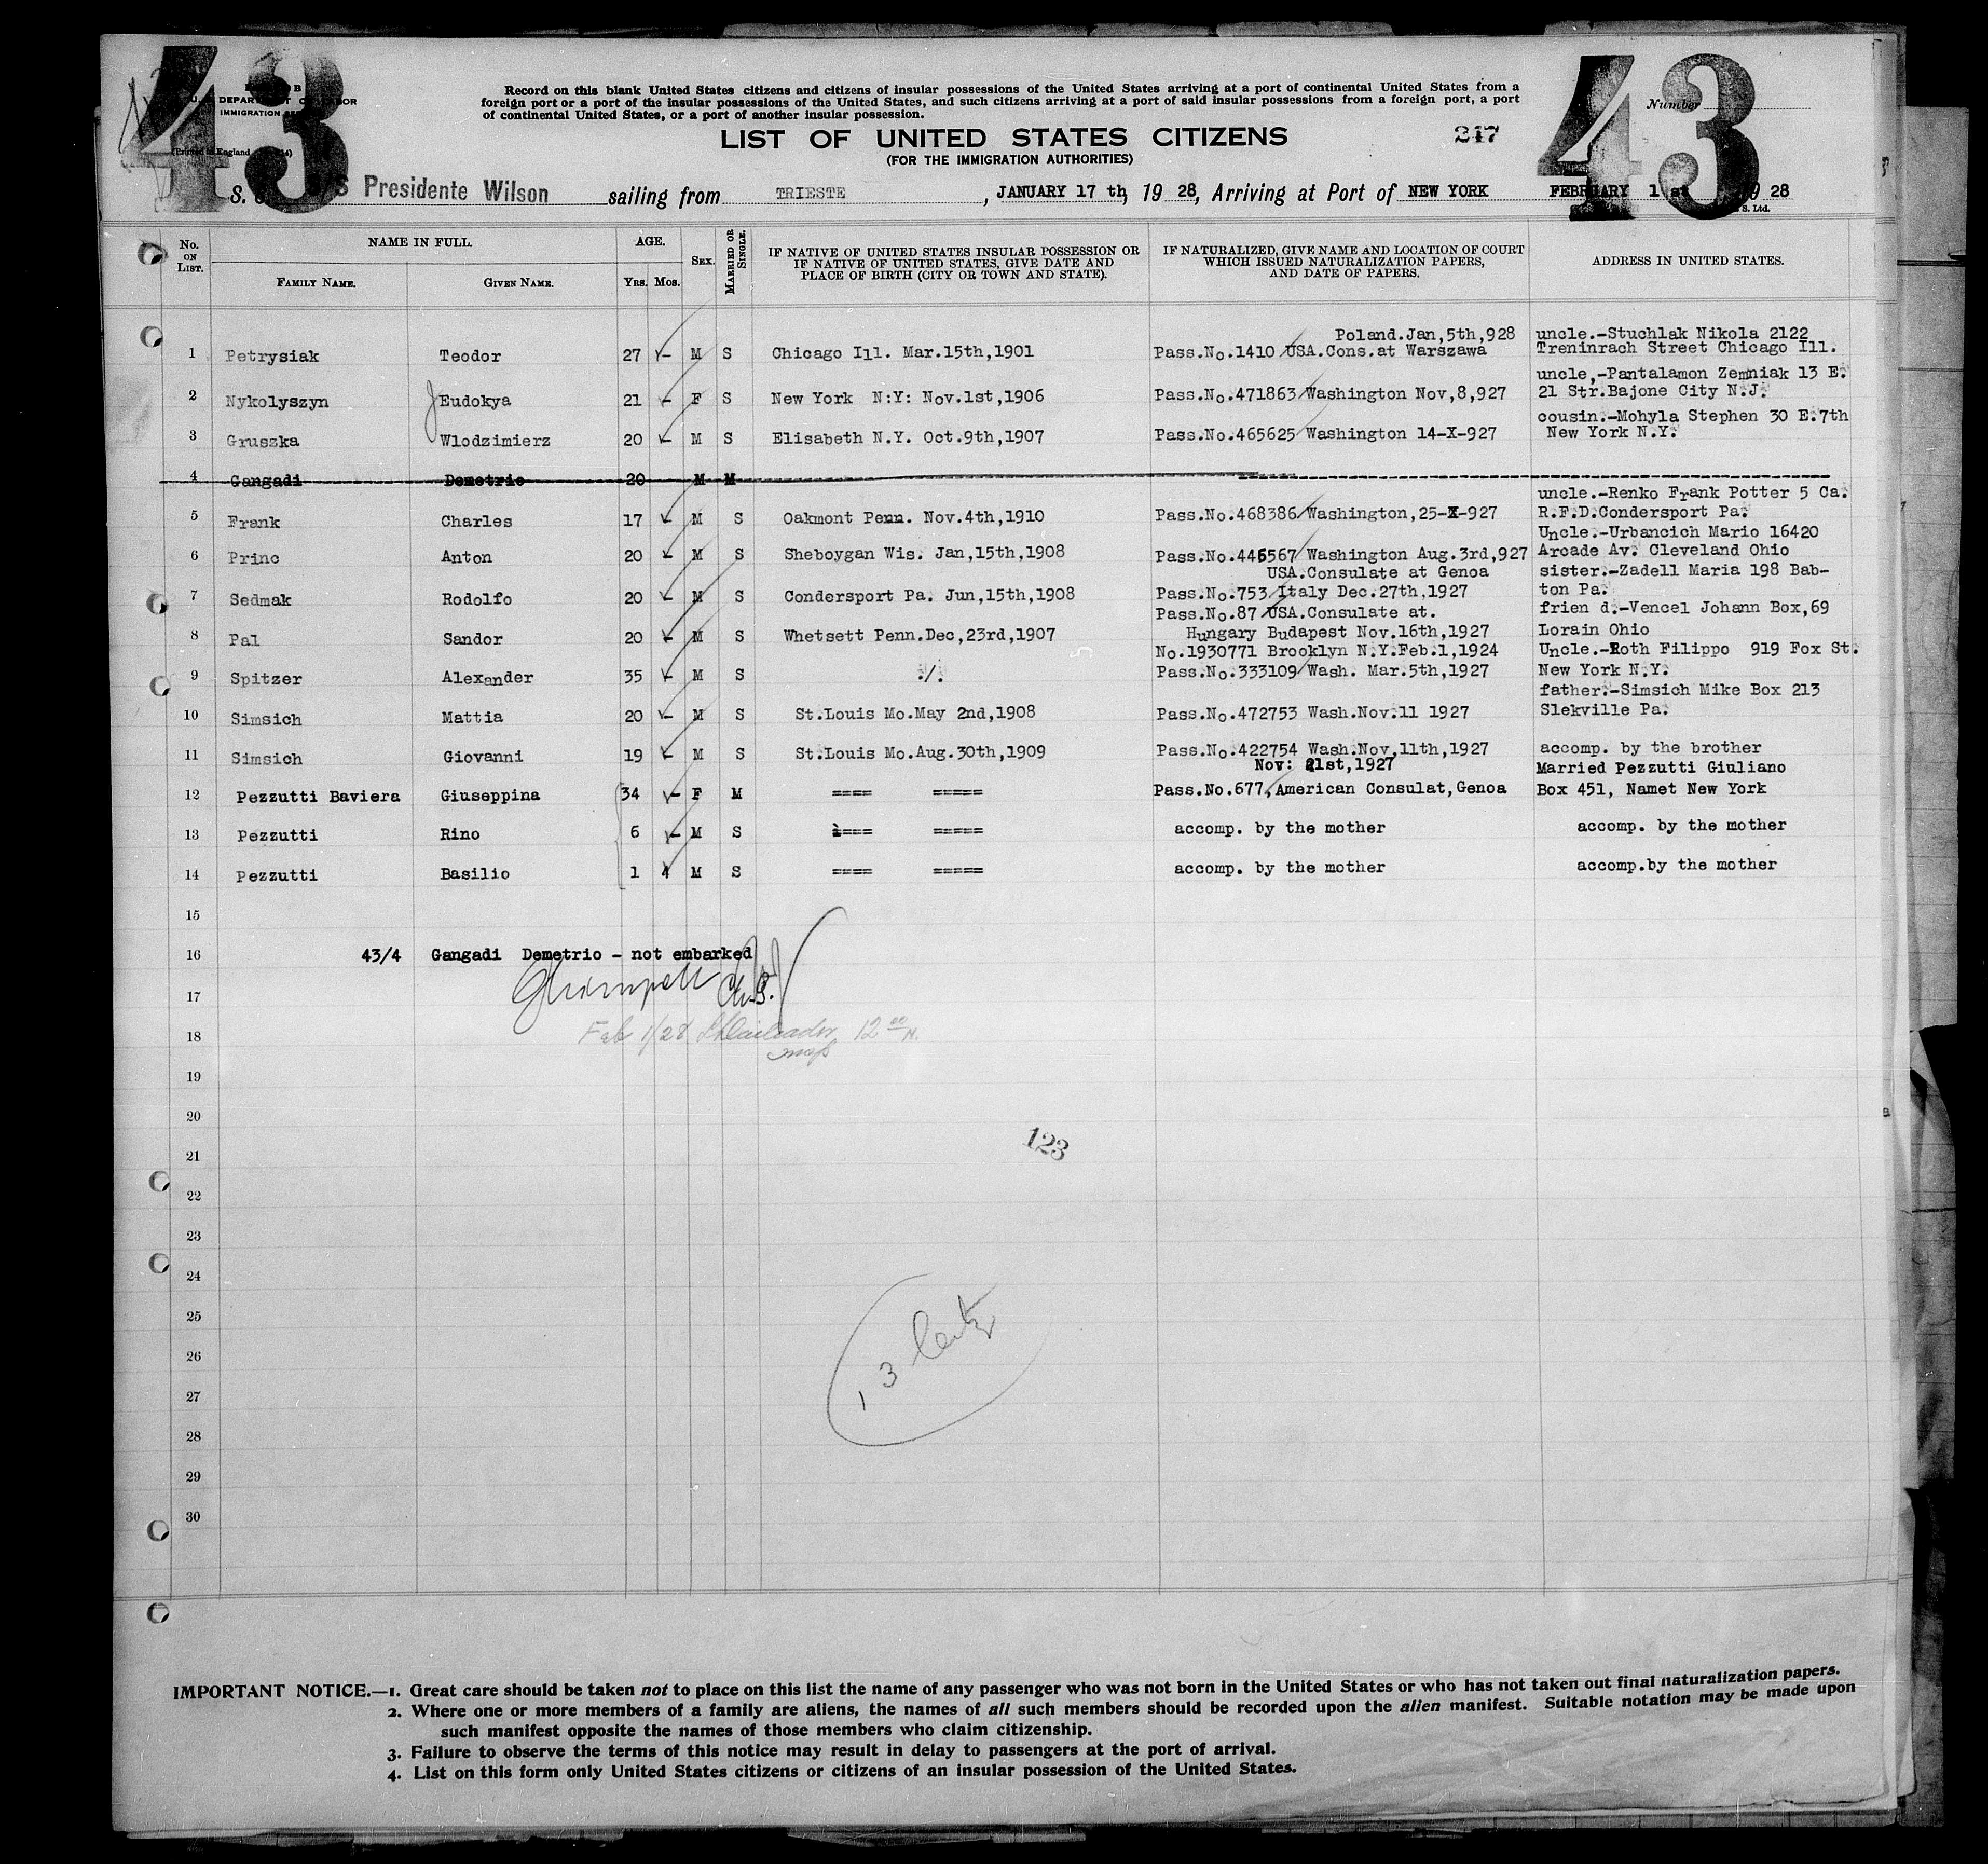 43
43
Record on this blank United States citizens and citizens of insular possessions of the United States arriving at a port of continental United States from a
foreign port or a port of the insular possessions of the United States, and such citizens arriving at a port of said insular possessions from a foreign port, a port
of continental United States, or a port of another insular possession.
Number
LIST OF UNITED STATES CITIZENS
247
(FOR THE IMMIGRATION AUTHORITIES)
S. S Presidente Wilson sailing from TRIESTE, JANUARY 17 th, 19 28, Arriving at Port of NEW YORK FEBRUARY 1 st 19 28
S. Ltd.
No. ON LIST.
NAME IN FULL.
FAMILY NAME.
GIVEN NAME.
AGE.
YRS. MOS.
SEX.
MARRIED OR SINGLE.
IF NATIVE OF UNITED STATES INSULAR POSSESSION OR
IF NATIVE OF UNITED STATES, GIVE DATE AND
PLACE OF BIRTH (CITY OR TOWN AND STATE).
IF NATURALIZED, GIVE NAME AND LOCATION OF COURT
WHICH ISSUED NATURALIZATION PAPERS,
AND DATE OF PAPERS.
ADDRESS IN UNITED STATES.
Poland.Jan,5th,928 uncle.-Stuchlak Nikola 2122
1 Petrysiak Teodor 27 - M S Chicago Ill. Mar.15th,1901 Pass.No.1410 USA.Cons.at Warszawa Treninrach Street Chicago Ill.
uncle,-Pantalamon Zemniak 13 E.
2 Nykolyszyn Eudokya 21 - F S New York N:Y: Nov.1st,1906 Pass.No.471863 Washington Nov,8,927 21 Str.Bajone City N.J:
cousin.-Mohyla Stephen 30 E.7th
3 Gruszka Wlodzimierz 20 - M S Elisabeth N.Y. Oct.9th,1907 Pass.No.465625 Washington 14-X-927 New York N.Y.
4 Gangadi Demetrio 20 M M
uncle.-Renko Frank Potter 5 Ca.
5 Frank Charles 17 - M S Oakmont Penn. Nov.4th,1910 Pass.No.468386 Washington,25-X-927 R.F.D.Condersport Pa.
Uncle.-Urbancich Mario 16420
6 Princ Anton 20 - M S Sheboygan Wis. Jan,15th,1908 Pass.No.446567 Washington Aug.3rd,927 Arcade Av. Cleveland Ohio
USA.Consulate at Genoa sister.-Zadell Maria 198 Bab-
7 Sedmak Rodolfo 20 - M S Condersport Pa. Jun,15th,1908 Pass.No.753 Italy Dec.27th,1927 ton Pa.
Pass.No.87 USA.Consulate at. frien d.-Vencel Johann Box,69
8 Pal Sandor 20 - M S Whetsett Penn.Dec,23rd,1907 Hungary Budapest Nov.16th,1927 Lorain Ohio
No.1930771 Brooklyn N.Y.Feb.1,1924 Uncle.-Roth Filippo 919 Fox St.
9 Spitzer Alexander 35 - M S ./. Pass.No.333109 Wash. Mar.5th,1927 New York N.Y.
father.-Simsich Mike Box 213
10 Simsich Mattia 20 - M S St.Louis Mo.May 2nd,1908 Pass.No.472753 Wash.Nov.11 1927 Slekville Pa.
11 Simsich Giovanni 19 - M S St.Louis Mo.Aug.30th,1909 Pass.No.422754 Wash.Nov,11th,1927 accomp. by the brother
Nov: 21st,1927 Married Pezzutti Giuliano
12 Pezzutti Baviera Giuseppina 34 - F M ==== ===== Pass.No.677, American Consulat,Genoa Box 451, Namet New York
13 Pezzutti Rino 6 - M S ==== ===== accomp. by the mother accomp. by the mother
14 Pezzutti Basilio 1 4 M S ==== ===== accomp. by the mother accomp.by the mother
15
16 43/4 Gangadi Demetrio - not embarked
17
18 Feb 1/28 12 00 N.
19
20
21 123
22
23
24
25
26
27 13
28
29
30
IMPORTANT NOTICE.—1. Great care should be taken not to place on this list the name of any passenger who was not born in the United States or who has not taken out final naturalization papers.
2. Where one or more members of a family are aliens, the names of all such members should be recorded upon the alien manifest. Suitable notation may be made upon
such manifest opposite the names of those members who claim citizenship.
3. Failure to observe the terms of this notice may result in delay to passengers at the port of arrival.
4. List on this form only United States citizens or citizens of an insular possession of the United States.